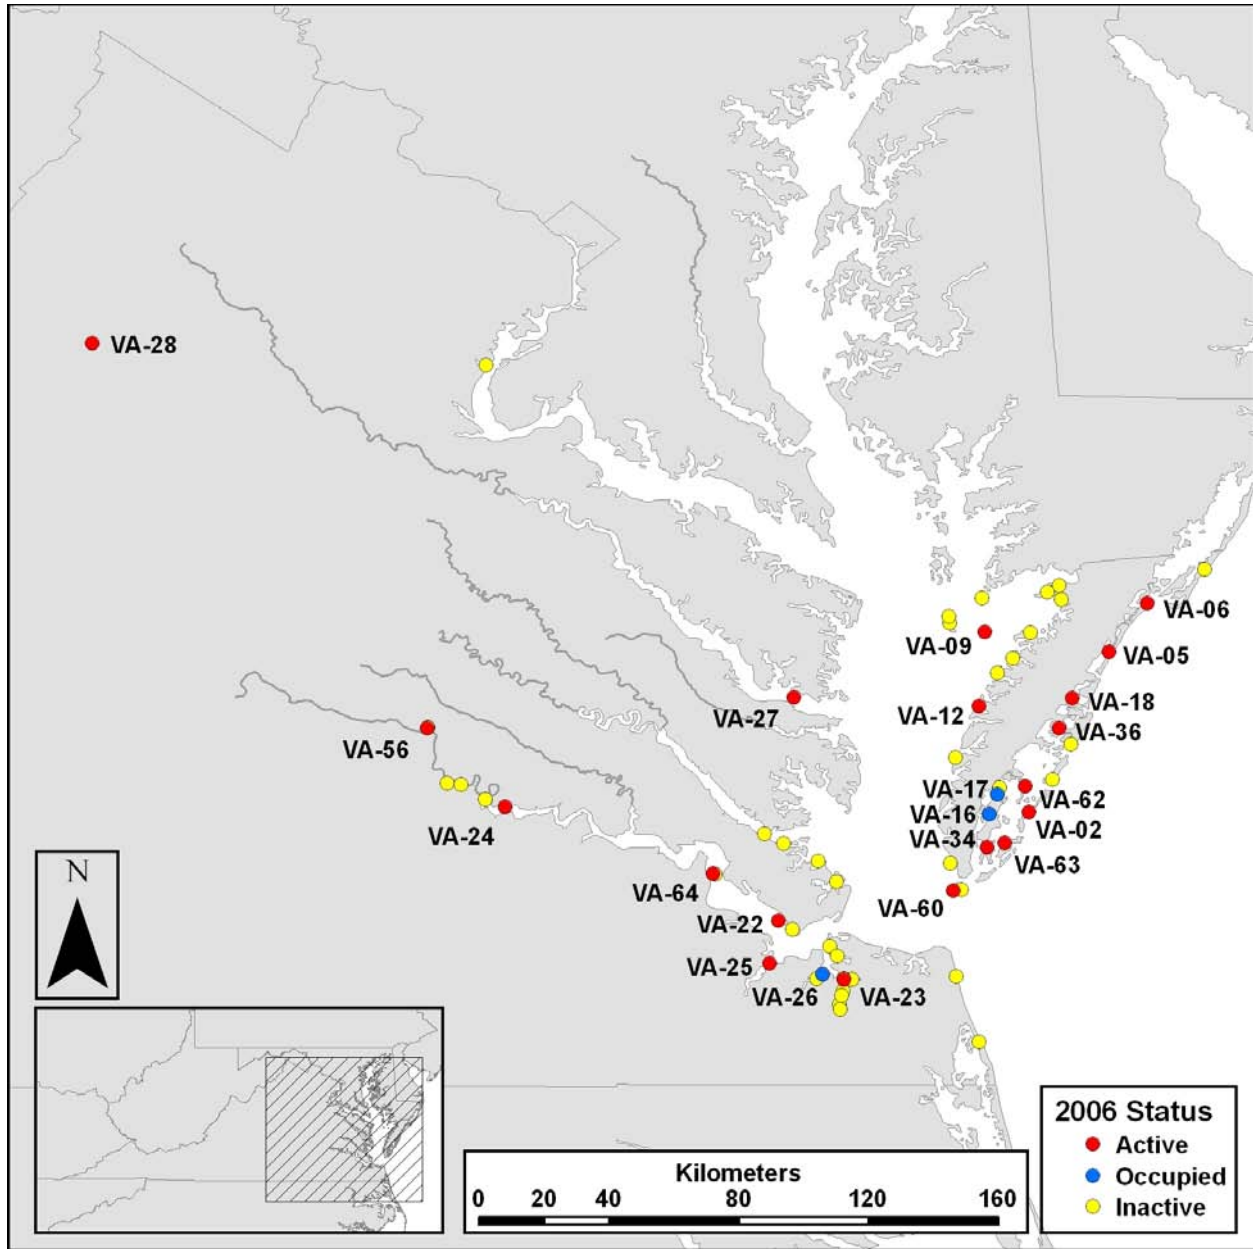 VA-28
VA-06
VA-09
VA-05
VA-18
VA-12
VA-27
VA-36
VA-56
VA-17
VA-62
VA-16
VA-02
VA-24
VA-34
VA-63
VA-64
VA-60
VA-22
VA-25
VA-26
VA-23
N
2006 Status
Active
Occupied
Inactive
Kilometers
0 20 40 80 120 160